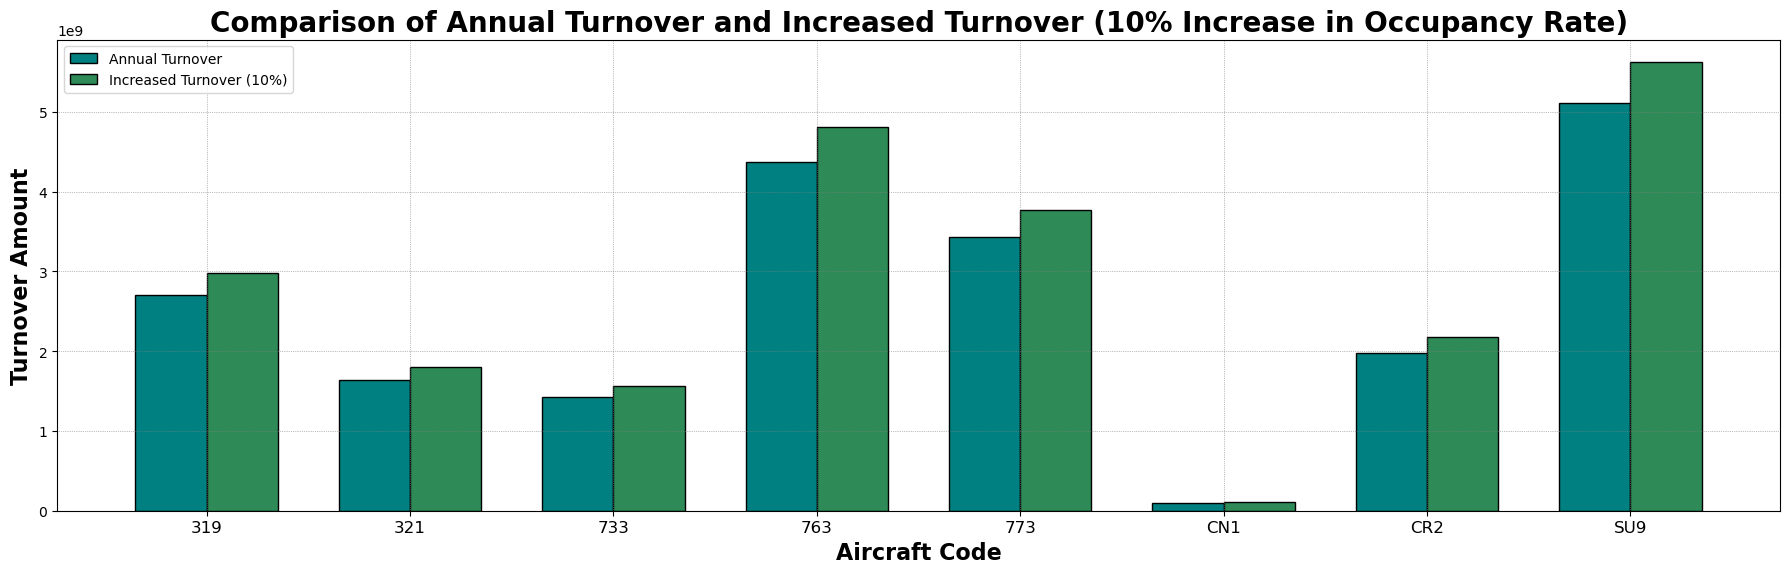 Comparison of Annual Turnover and Increased Turnover (10% Increase in Occupancy Rate)
1e9
Annual Turnover
Increased Turnover (10%)
5
4
3
2
1
0
Turnover Amount
319 321 733 763 773 CN1 CR2 SU9
Aircraft Code